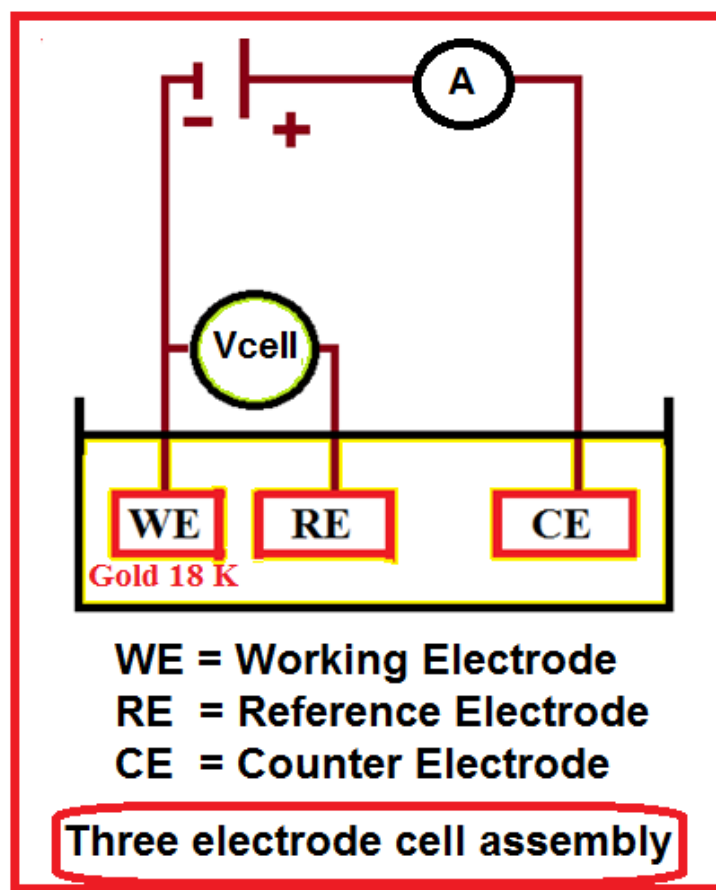 A
- +
Vcell
WE RE CE
Gold 18 K
WE = Working Electrode
RE = Reference Electrode
CE = Counter Electrode
Three electrode cell assembly